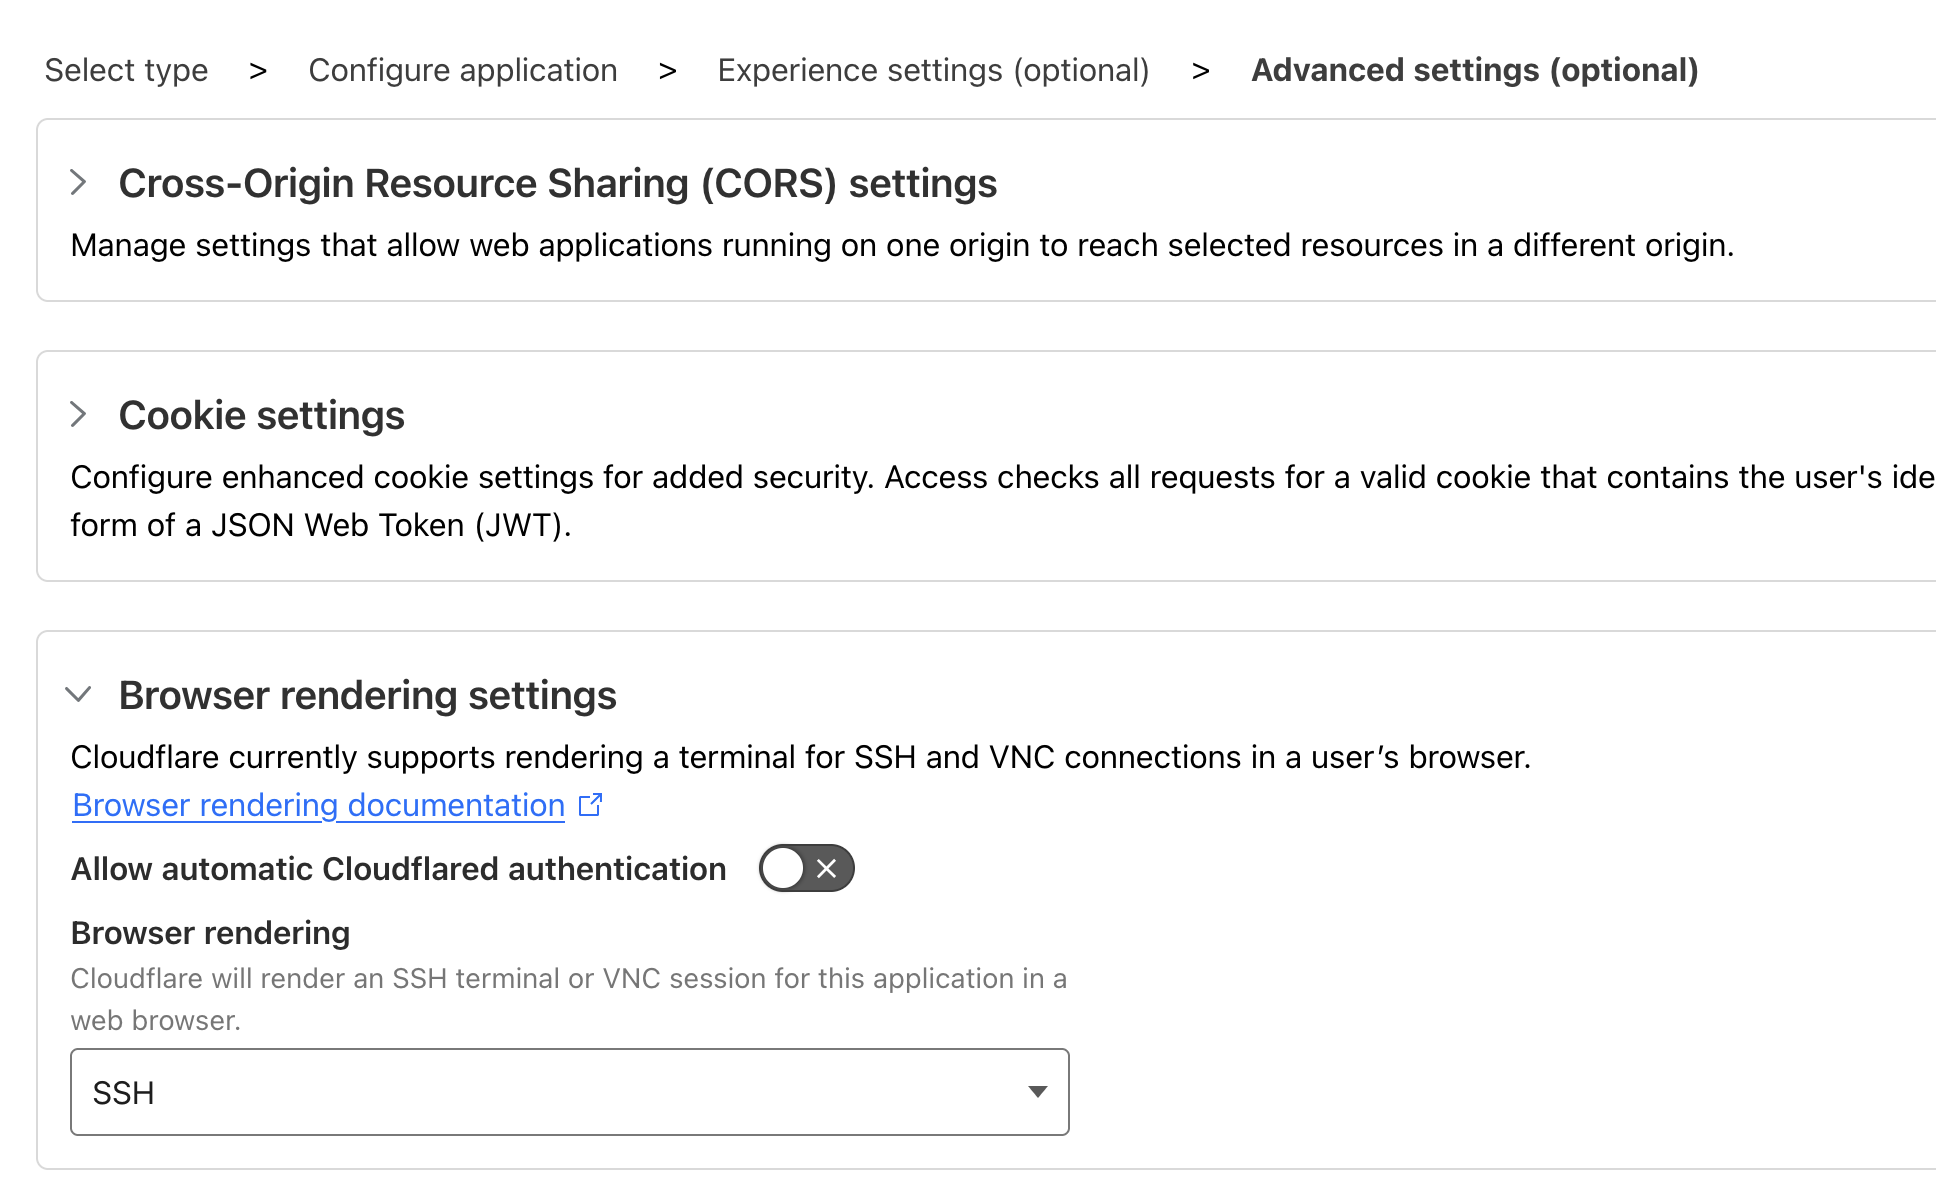 Select type > Configure application > Experience settings (optional) > Advanced settings (optional)
Cross-Origin Resource Sharing (CORS) settings
Manage settings that allow web applications running on one origin to reach selected resources in a different origin.
Cookie settings
Configure enhanced cookie settings for added security. Access checks all requests for a valid cookie that contains the user's ide
form of a JSON Web Token (JWT).
Browser rendering settings
Cloudflare currently supports rendering a terminal for SSH and VNC connections in a user’s browser.
Browser rendering documentation
Allow automatic Cloudflared authentication
Browser rendering
Cloudflare will render an SSH terminal or VNC session for this application in a
web browser.
SSH